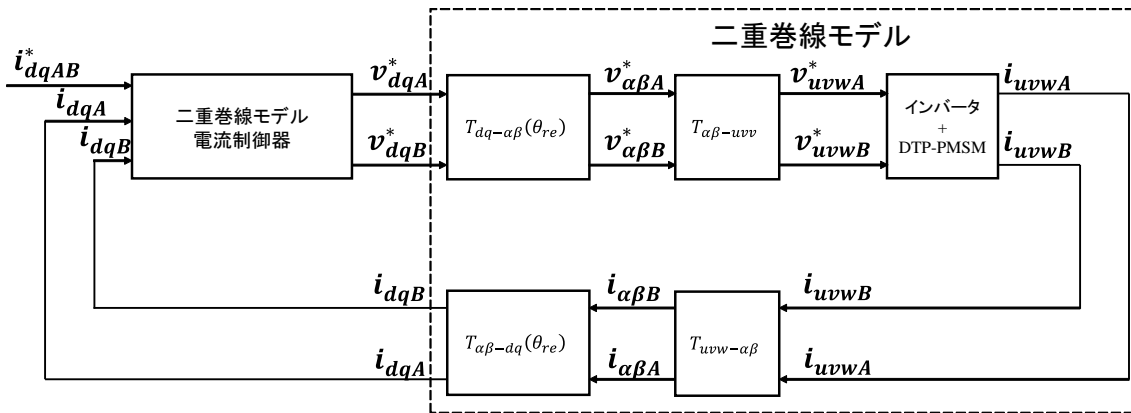 二重巻線モデル
i*dqAB
idqA
idqB
二重巻線モデル
電流制御器
v*dqA
v*dqB
Tdq−αβ(θre)
v*αβA
v*αβB
Tαβ−uvv
v*uvwA
v*uvwB
インバータ
+
DTP-PMSM
iuvwA
iuvwB
idqB
idqA
Tαβ−dq(θre)
iαβB
iαβA
Tuvw−αβ
iuvwB
iuvwA